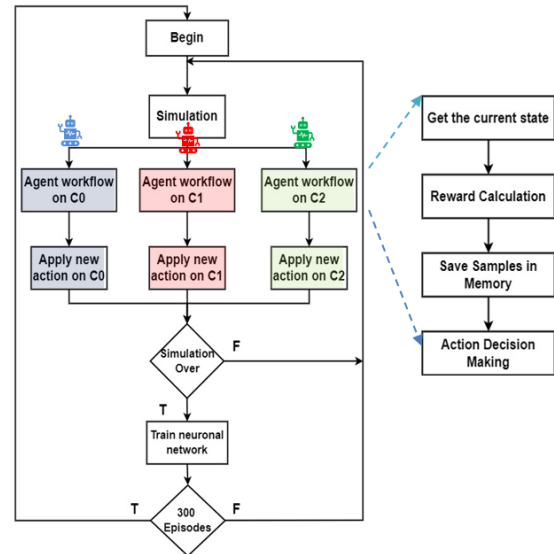 Begin
Simulation
Agent workflow
on C0
Agent workflow
on C1
Agent workflow
on C2
Apply new
action on C0
Apply new
action on C1
Apply new
action on C2
Simulation
Over
F
T
Train neuronal
network
300
Episodes
T
F
Get the current state
Reward Calculation
Save Samples in
Memory
Action Decision
Making